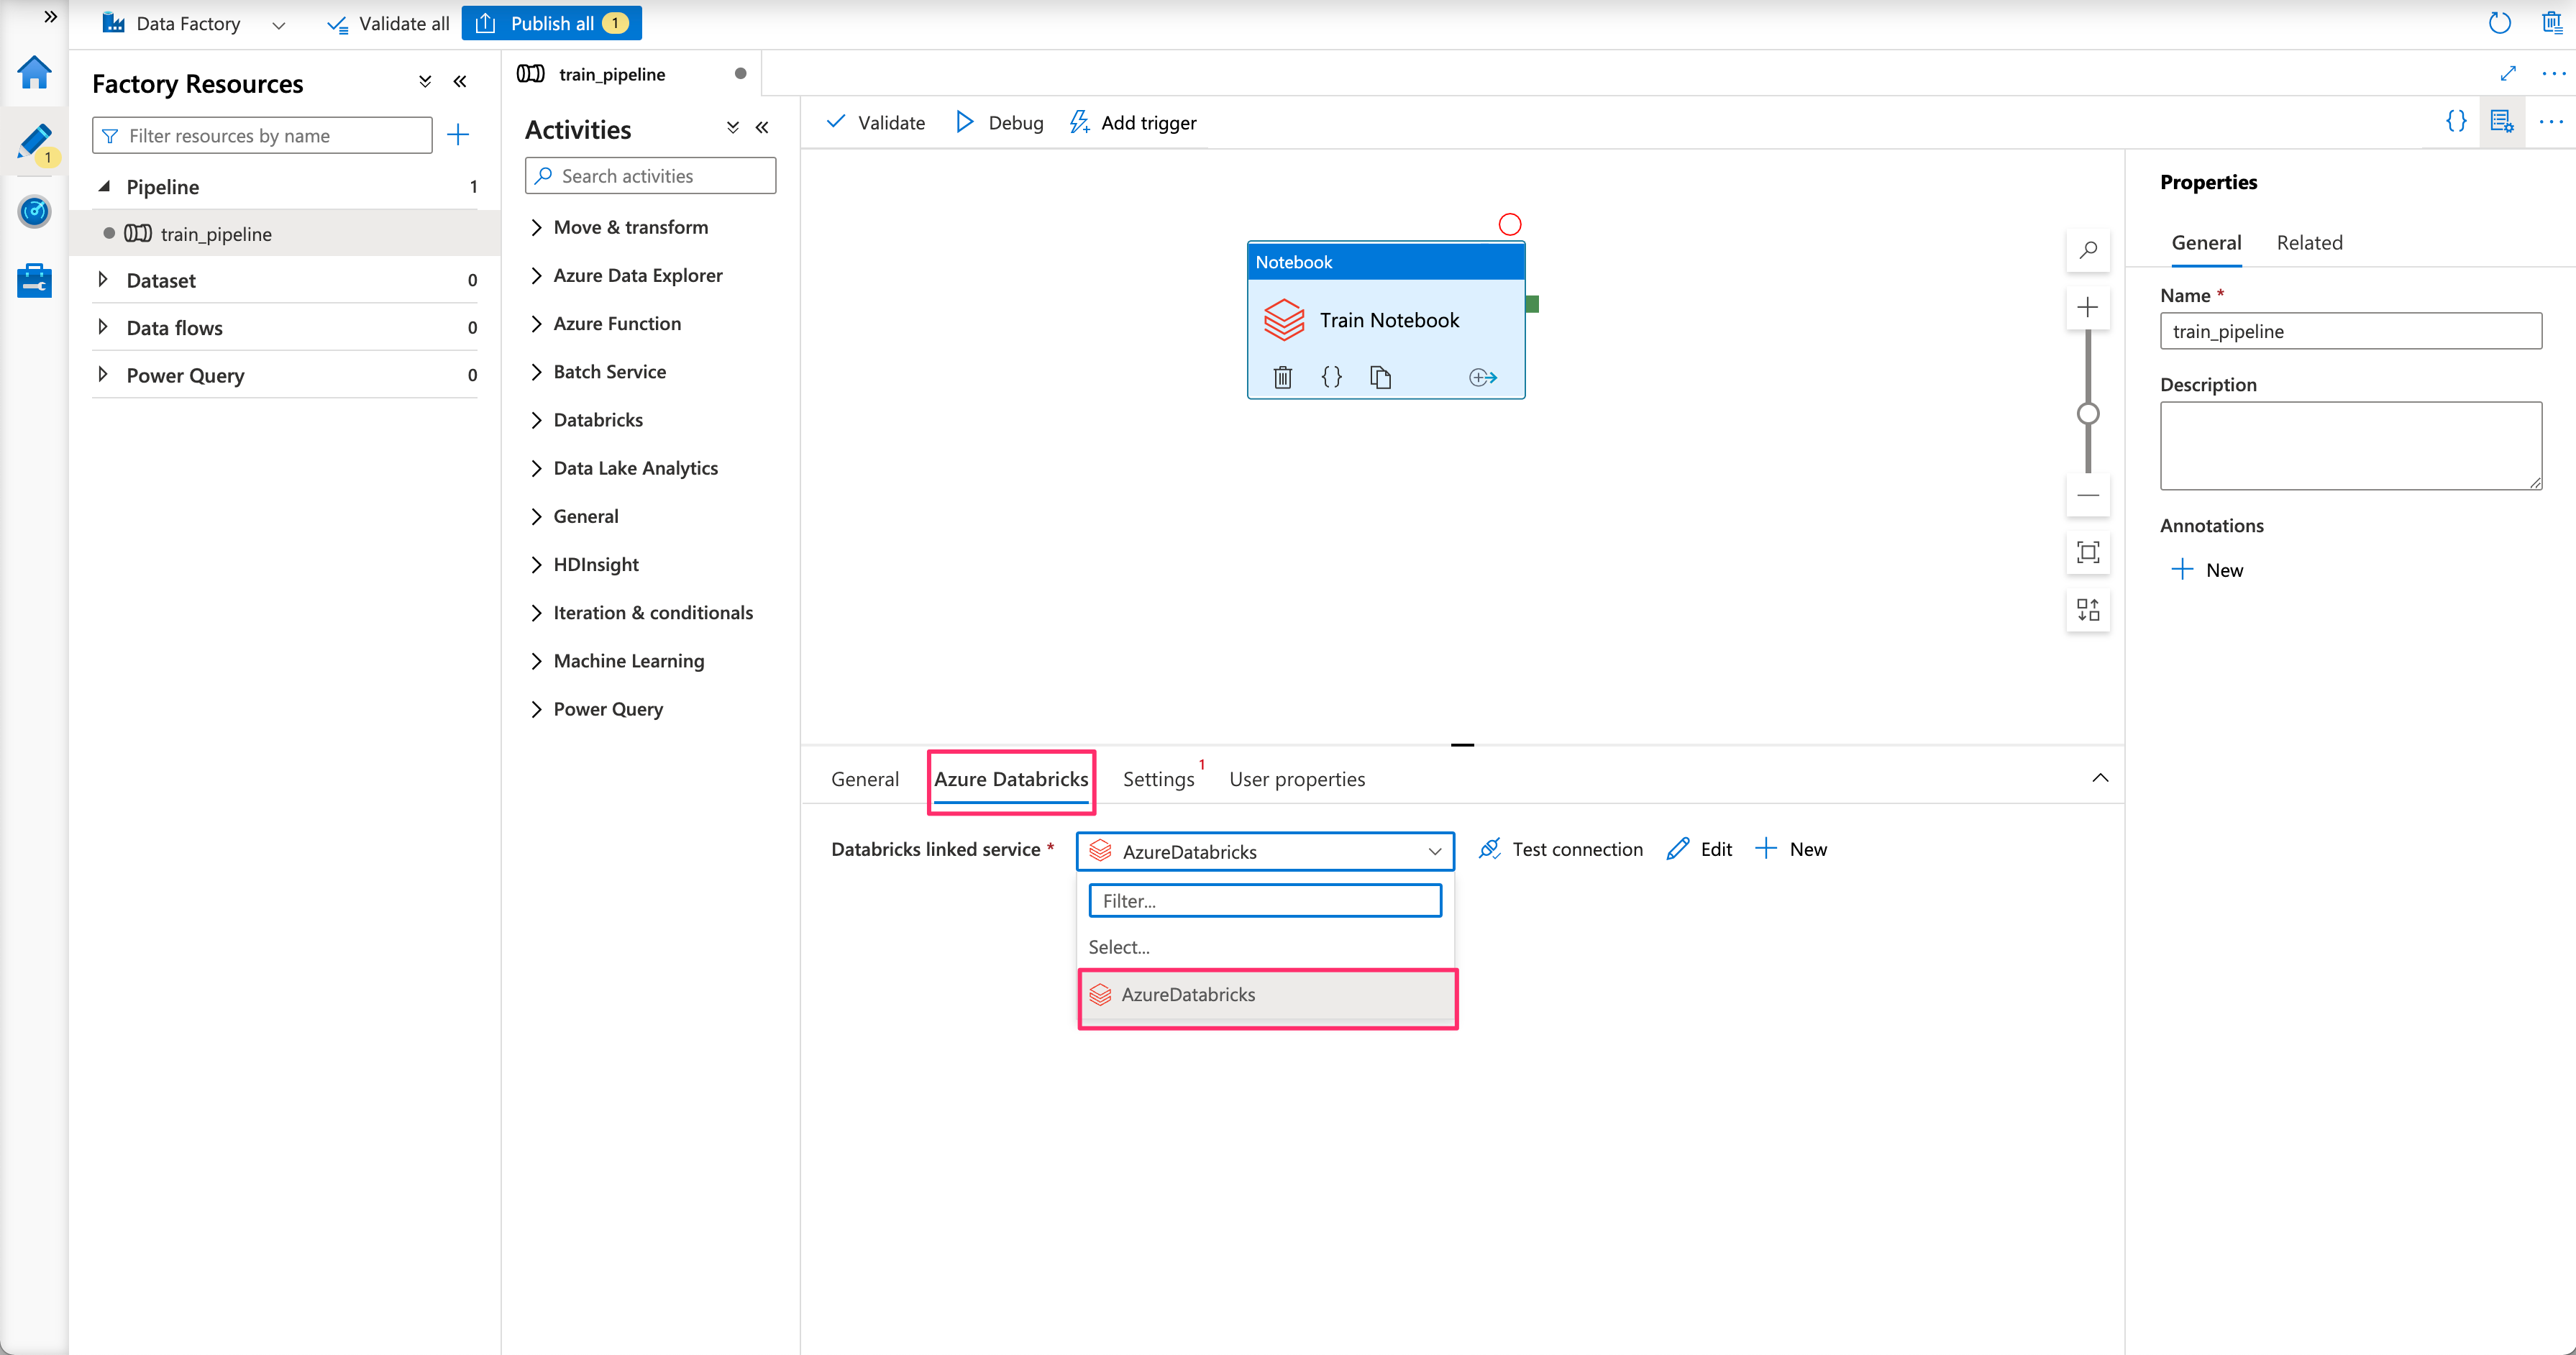 Data Factory
Validate all
Publish all 1
1
Factory Resources
Filter resources by name
Pipeline 1
train_pipeline
Dataset 0
Data flows 0
Power Query 0
train_pipeline
Activities
Search activities
Move & transform
Azure Data Explorer
Azure Function
Batch Service
Databricks
Data Lake Analytics
General
HDInsight
Iteration & conditionals
Machine Learning
Power Query
Validate
Debug
Add trigger
Notebook
Train Notebook
General
Azure Databricks
Settings 1
User properties
Databricks linked service *
AzureDatabricks
Test connection
Edit
New
Filter...
Select...
AzureDatabricks
Properties
General
Related
Name *
train_pipeline
Description
Annotations
New